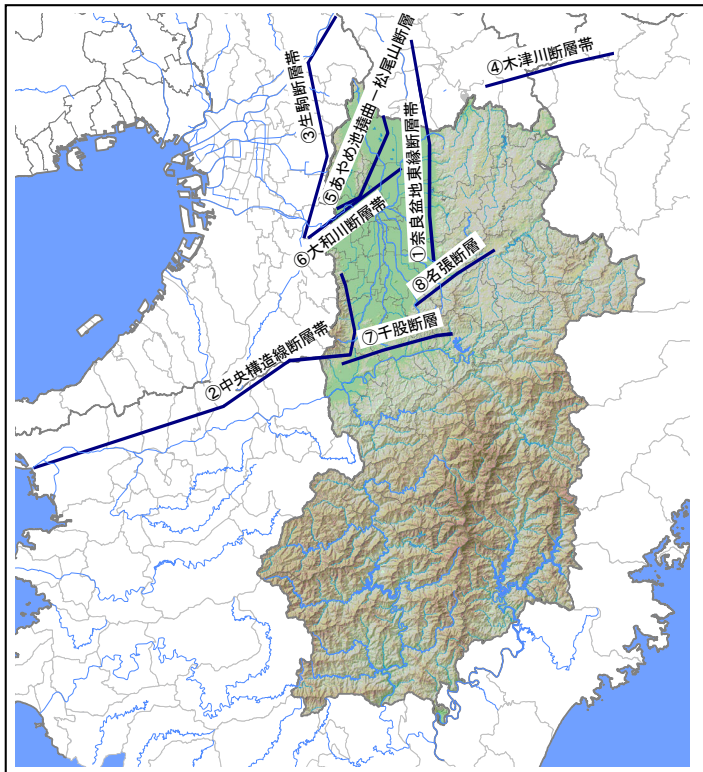 ①奈良盆地東縁断層帯
②中央構造線断層帯
③生駒断層帯
④木津川断層帯
⑤あやめ池撓曲ー松尾山断層
⑥大和川断層帯
⑦千股断層
⑧名張断層